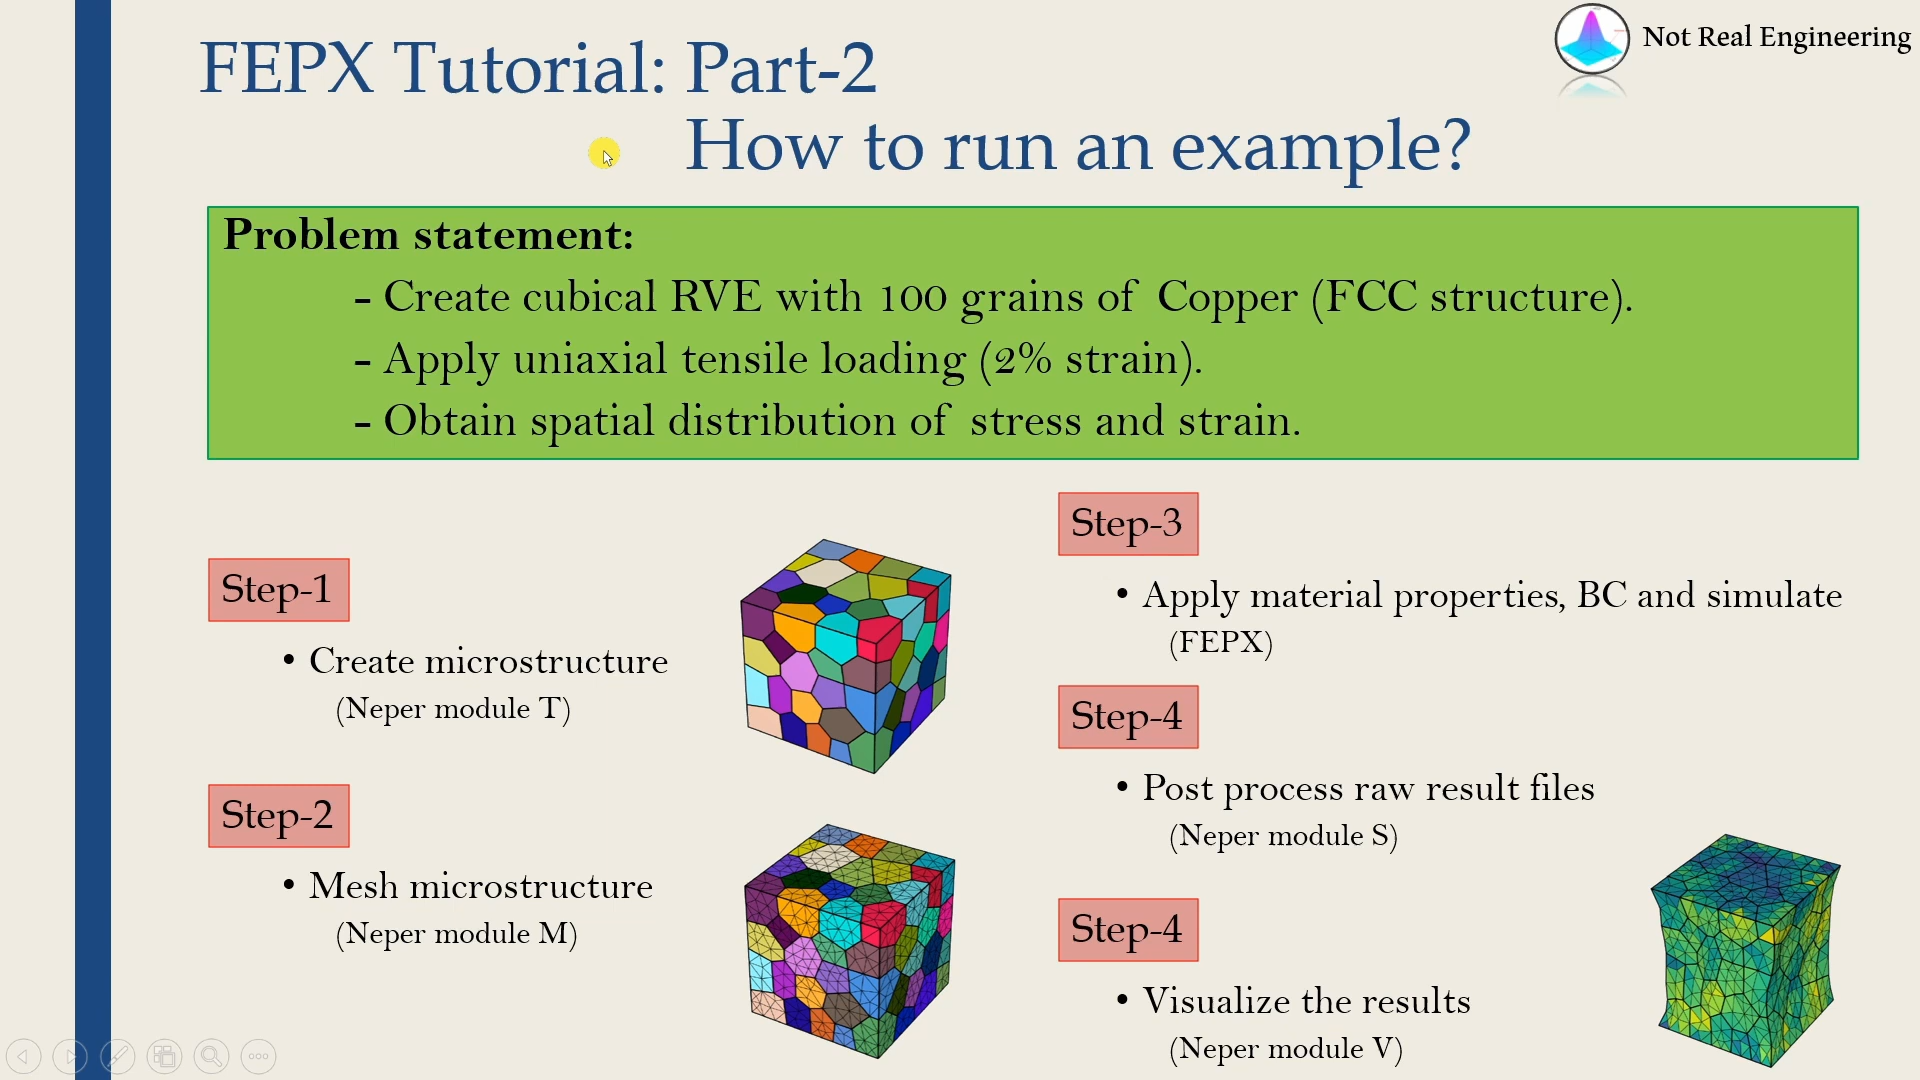 Not Real Engineering
FEPX Tutorial: Part-2
How to run an example?
Problem statement:
- Create cubical RVE with 100 grains of Copper (FCC structure).
- Apply uniaxial tensile loading (2% strain).
- Obtain spatial distribution of stress and strain.
Step-1
• Create microstructure
(Neper module T)
Step-2
• Mesh microstructure
(Neper module M)
Step-3
• Apply material properties, BC and simulate
(FEPX)
Step-4
• Post process raw result files
(Neper module S)
Step-4
• Visualize the results
(Neper module V)